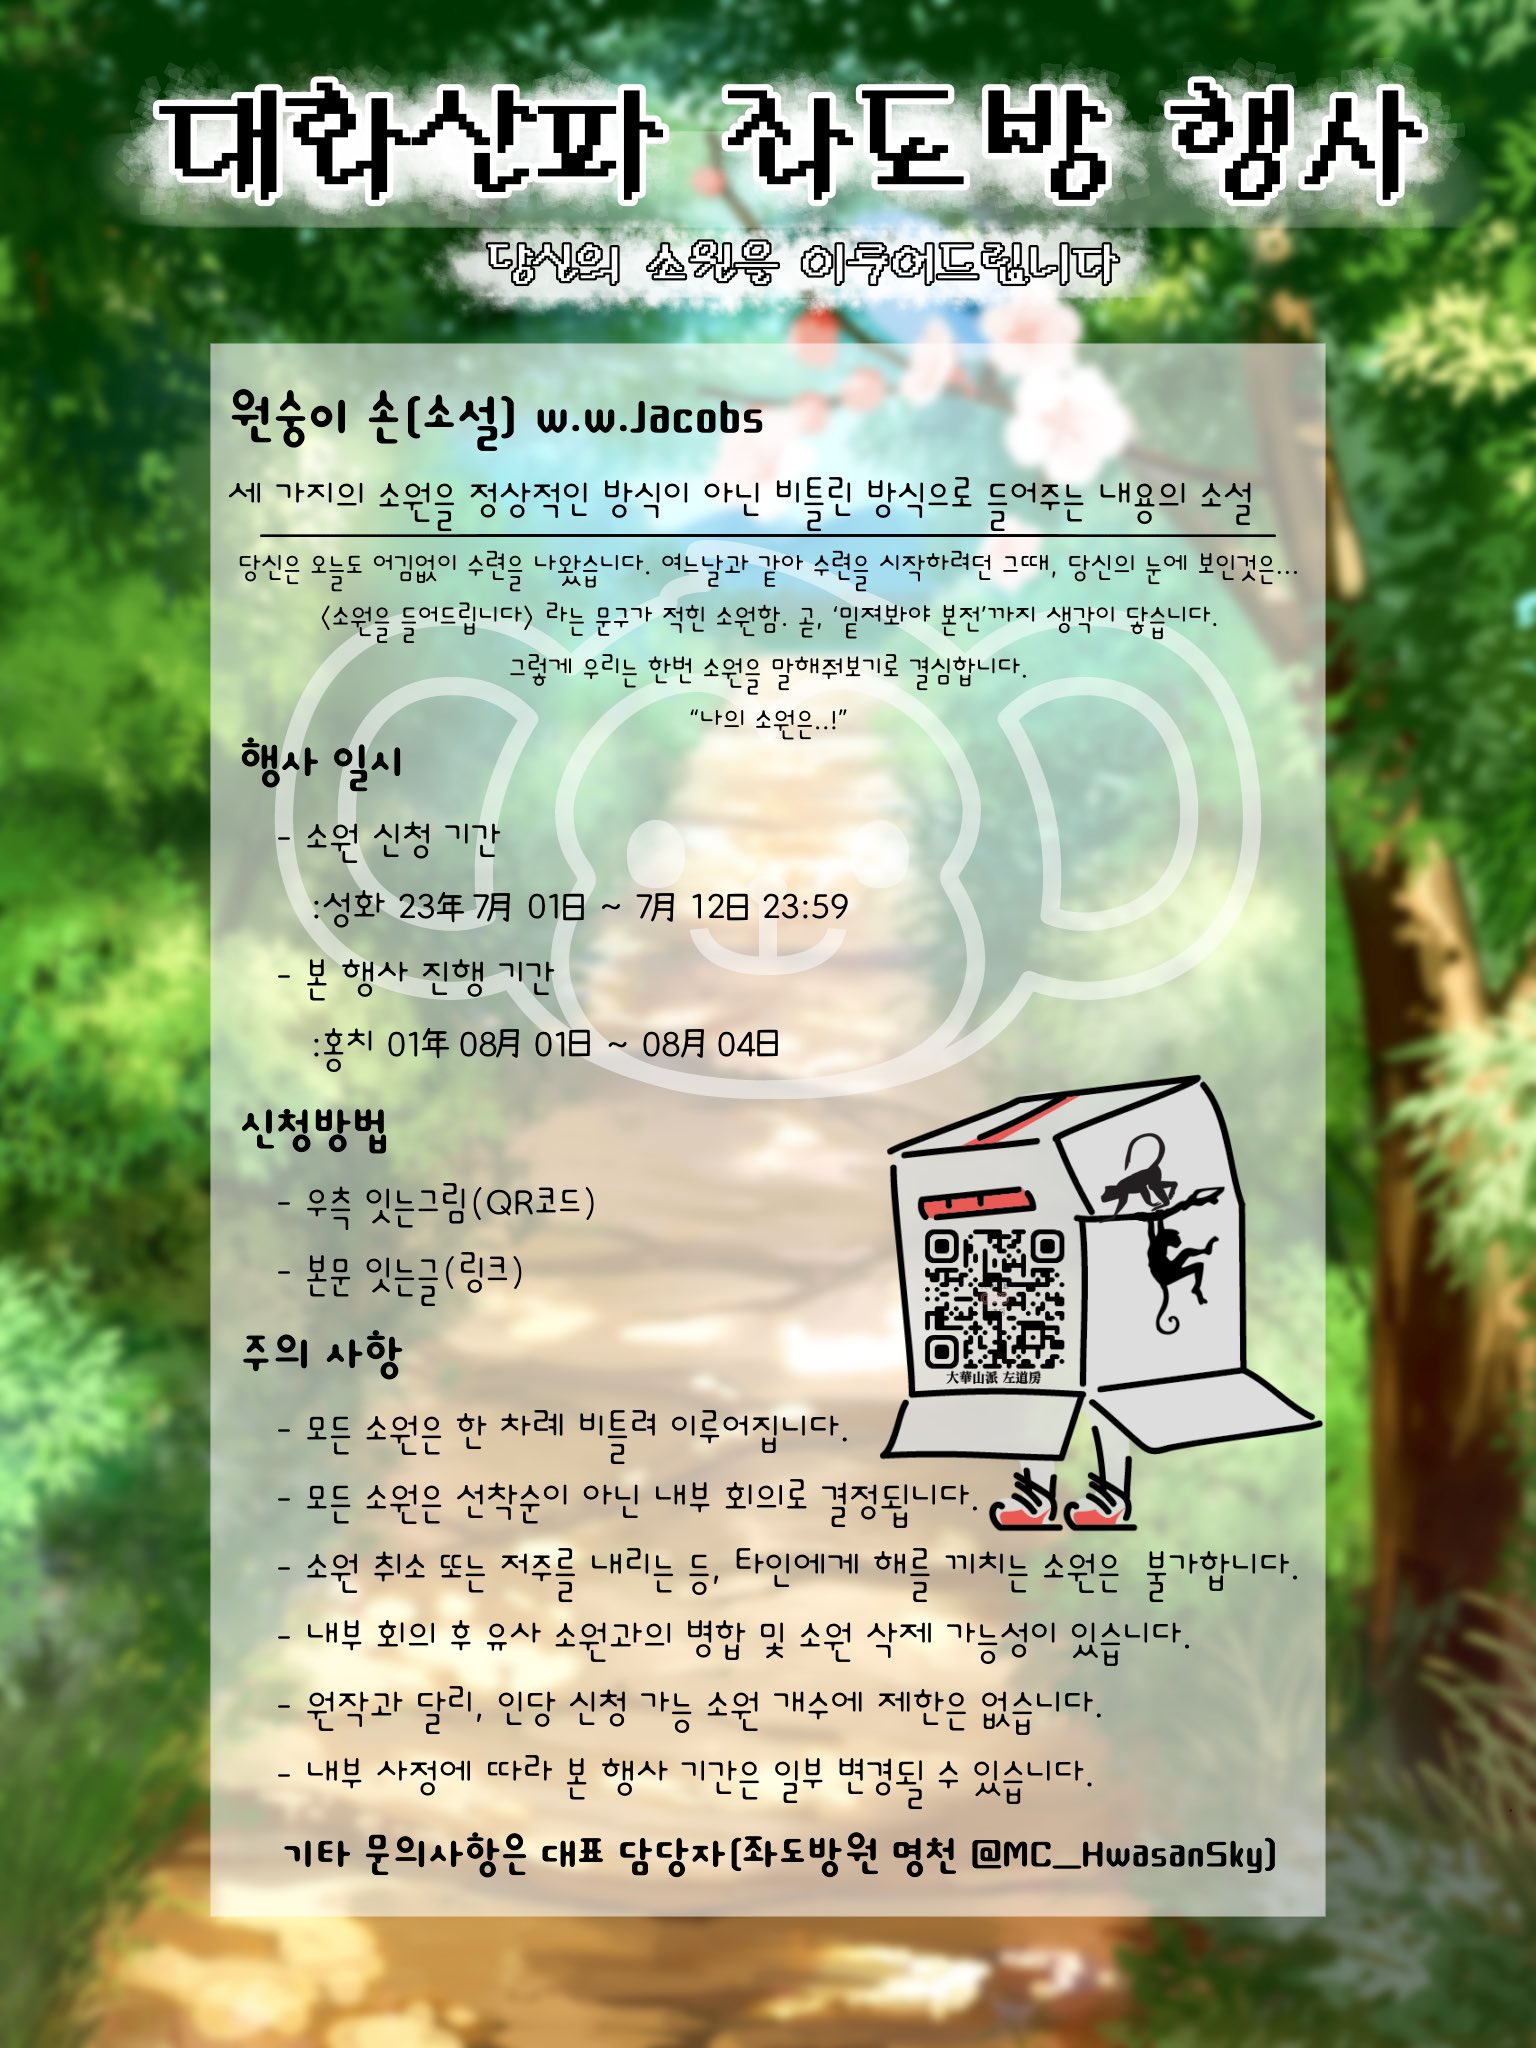 대화산파 좌도방 행사
당신의 소원을 이루어드립니다
원숭이 손(소설) w.w.Jacobs
세 가지의 소원을 정상적인 방식이 아닌 비틀린 방식으로 들어주는 내용의 소설
당신은 오늘도 어김없이 수련을 나왔습니다. 여느날과 같아 수련을 시작하려던 그때, 당신의 눈에 보인것은...
<소원을 들어드립니다> 라는 문구가 적힌 소원함. 곧, ‘밑져봐야 본전’까지 생각이 닿습니다.
그렇게 우리는 한번 소원을 말해줘보기로 결심합니다.
“나의 소원은..!”
행사 일시
- 소원 신청 기간
:성화 23年 7月 01日 ~ 7月 12日 23:59
- 본 행사 진행 기간
:홍치 01年 08月 01日 ~ 08月 04日
신청방법
- 우측 잇는그림(QR코드)
- 본문 잇는글(링크)
大華山派 左道房
주의 사항
- 모든 소원은 한 차례 비틀려 이루어집니다.
- 모든 소원은 선착순이 아닌 내부 회의로 결정됩니다.
- 소원 취소 또는 저주를 내리는 등, 타인에게 해를 끼치는 소원은 불가합니다.
- 내부 회의 후 유사 소원과의 병합 및 소원 삭제 가능성이 있습니다.
- 원작과 달리, 인당 신청 가능 소원 개수에 제한은 없습니다.
- 내부 사정에 따라 본 행사 기간은 일부 변경될 수 있습니다.
기타 문의사항은 대표 담당자(좌도방원 명천 @MC_HwasanSky)